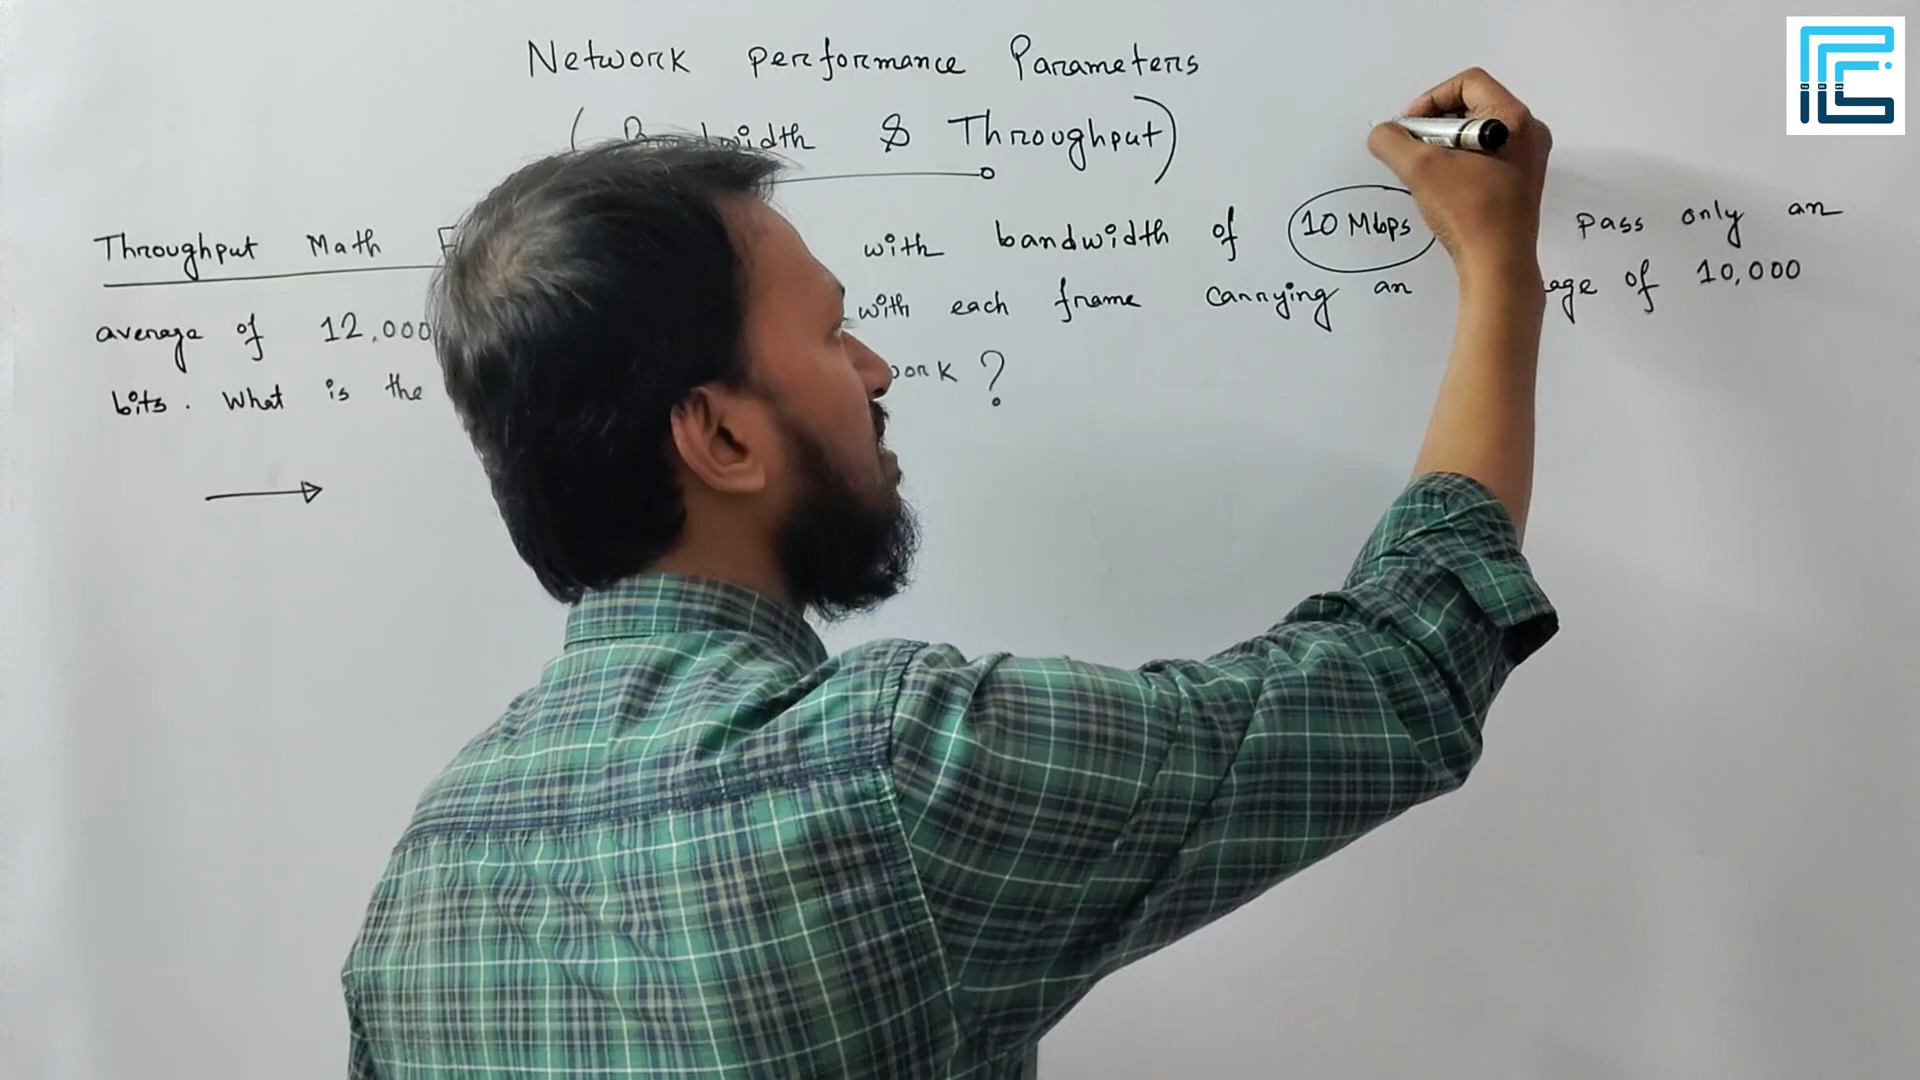 Network performance Parameters
( Bandwidth & Throughput)
Throughput Math with bandwidth of 10 Mbps pass only an
average of 12,000 with each frame carrying an of 10,000
bits. What is the ?